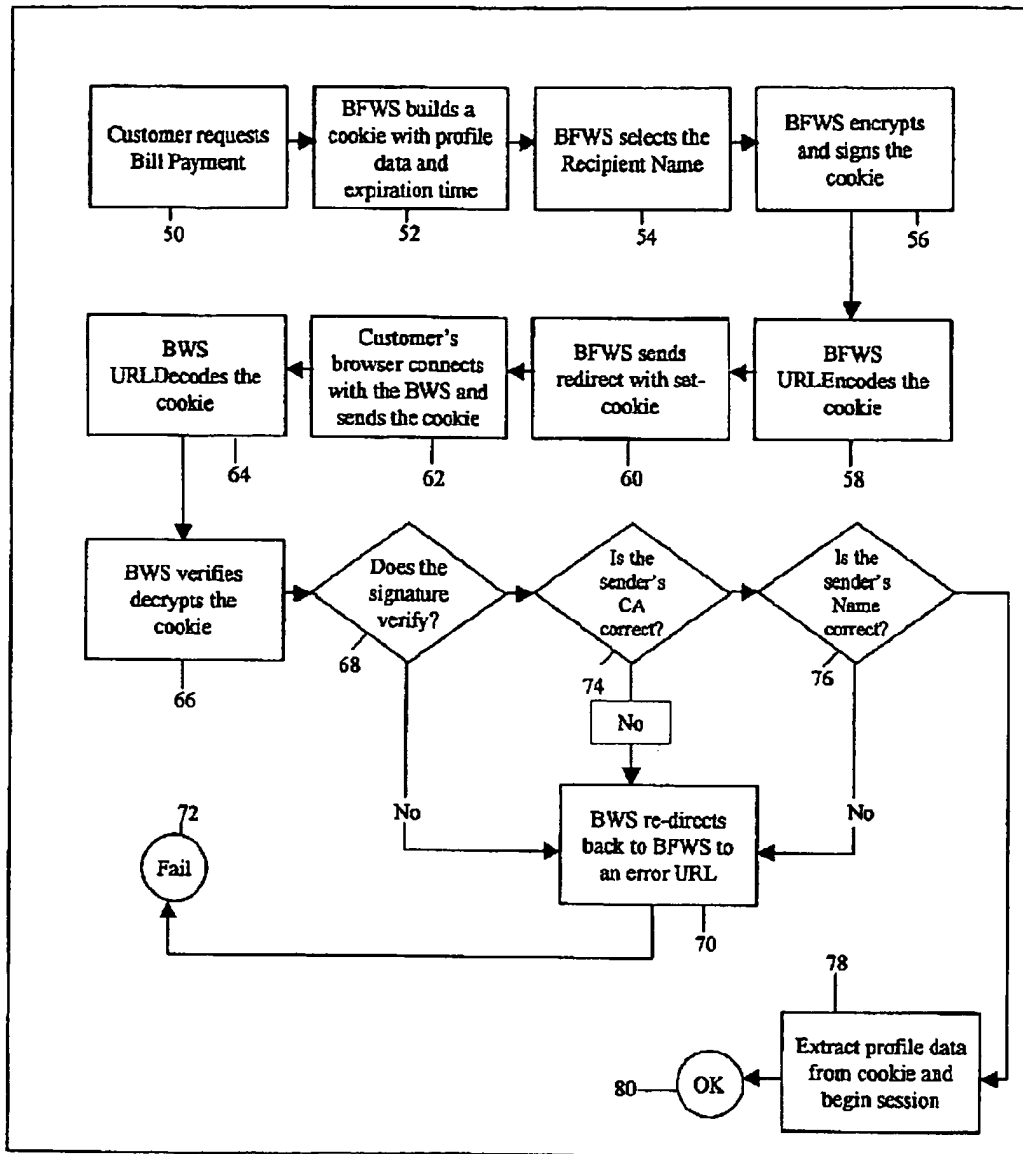 Customer requests
Bill Payment
50
BFWS builds a
cookie with profile
data and
expiration time
52
BFWS selects the
Recipient Name
54
BFWS encrypts
and signs the
cookie
56
BFWS
URLEncodes the
cookie
58
BFWS sends
redirect with set-
cookie
60
Customer's
browser connects
with the BWS and
sends the cookie
62
BWS
URLDecodes the
cookie
64
BWS verifies
decrypts the
cookie
66
Does the
signature
verify?
68
Is the
sender's
CA
correct?
74
Is the
sender's
Name
correct?
76
No
No
No
BWS re-directs
back to BFWS to
an error URL
70
72
Fail
78
Extract profile data
from cookie and
begin session
80
OK